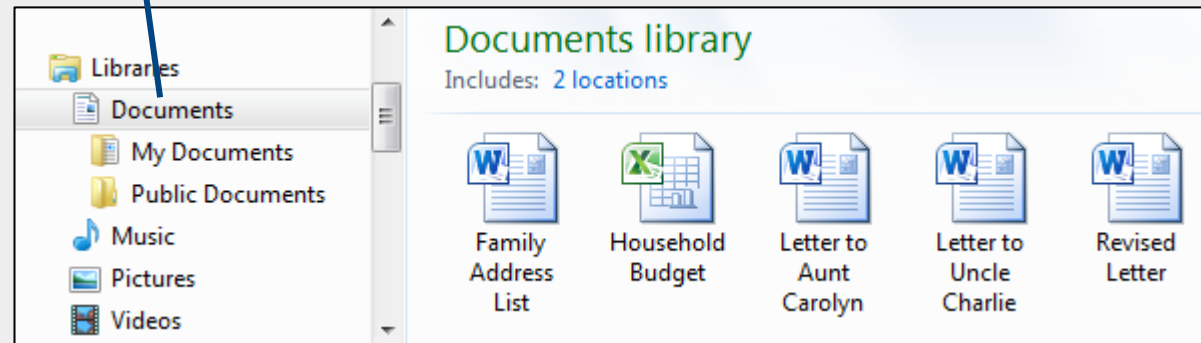 Libraries
Documents
My Documents
Public Documents
Music
Pictures
Videos
Documents library
Includes: 2 locations
Family
Address
List
Household
Budget
Letter to
Aunt
Carolyn
Letter to
Uncle
Charlie
Revised
Letter